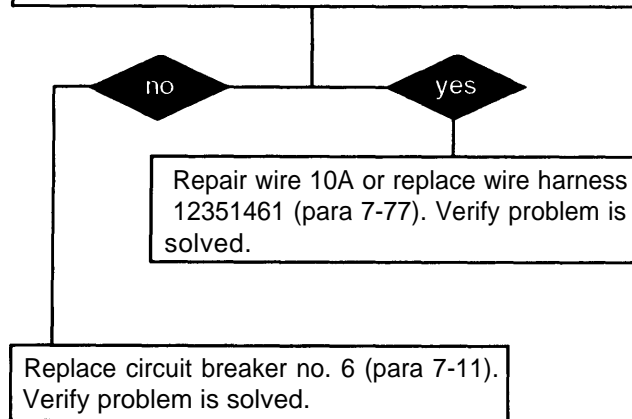 no
yes
Repair wire 10A or replace wire harness
12351461 (para 7-77). Verify problem is
solved.
Replace circuit breaker no. 6 (para 7-11).
Verify problem is solved.